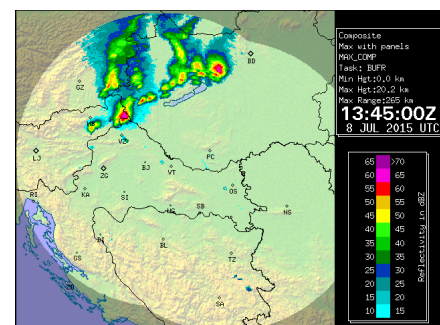 Composite
Max with panels
MAX_COMP
Task: BUFR
Min Hgt:0.0 km
Max Hgt:20.2 km
Max Range:265 km
13:45:00Z
8 JUL 2015
BD
GZ
MB
VZ
LJ
ZG
BJ
VT
PC
RI
KA
SI
OS
NG
SB
NS
BI
BL
GS
TZ
ZD
SA
65 >70
60 65
55 60
50 55
45 50
40 45
35 40
30 35
25 30
20 25
15 20
10 15
Reflectivity in dBZ